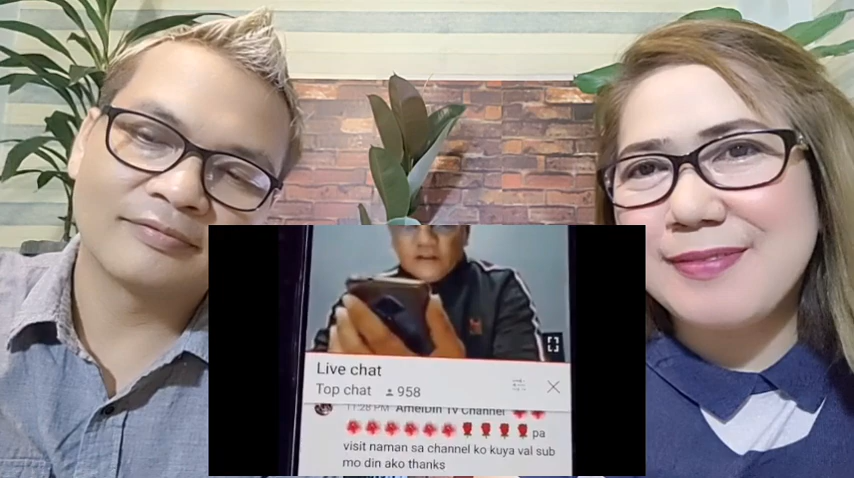 Live chat
Top chat 958
11:28 PM AmelDin TV Channel
pa
visit naman sa channel ko kuya val sub
mo din ako thanks